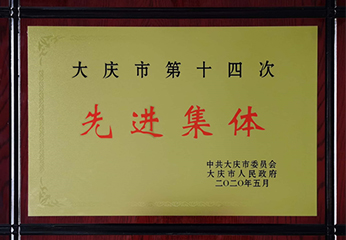 大庆市第十四次
先进集体
中共大庆市委员会
大庆市人民政府
二〇二〇年五月